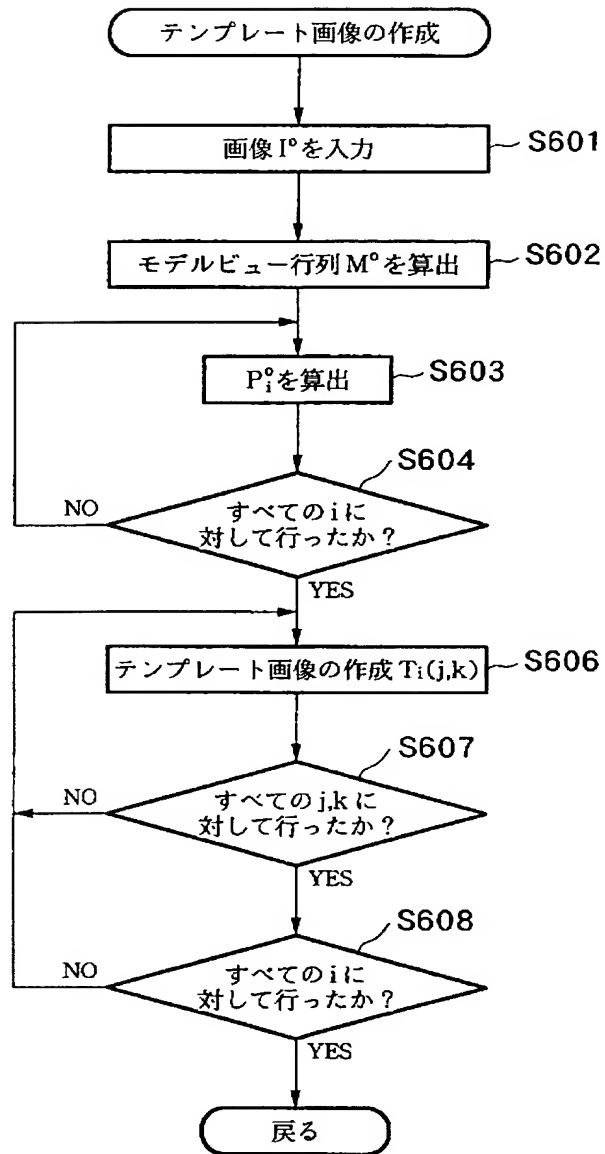 テンプレート画像の作成
画像I⁰を入力
S601
モデルビュー行列M⁰を算出
S602
P⁰ᵢを算出
S603
S604
すべてのiに
対して行ったか?
NO
YES
テンプレート画像の作成 Tᵢ(j,k)
S606
S607
すべてのj,kに
対して行ったか?
NO
YES
S608
すべてのiに
対して行ったか?
NO
YES
戻る